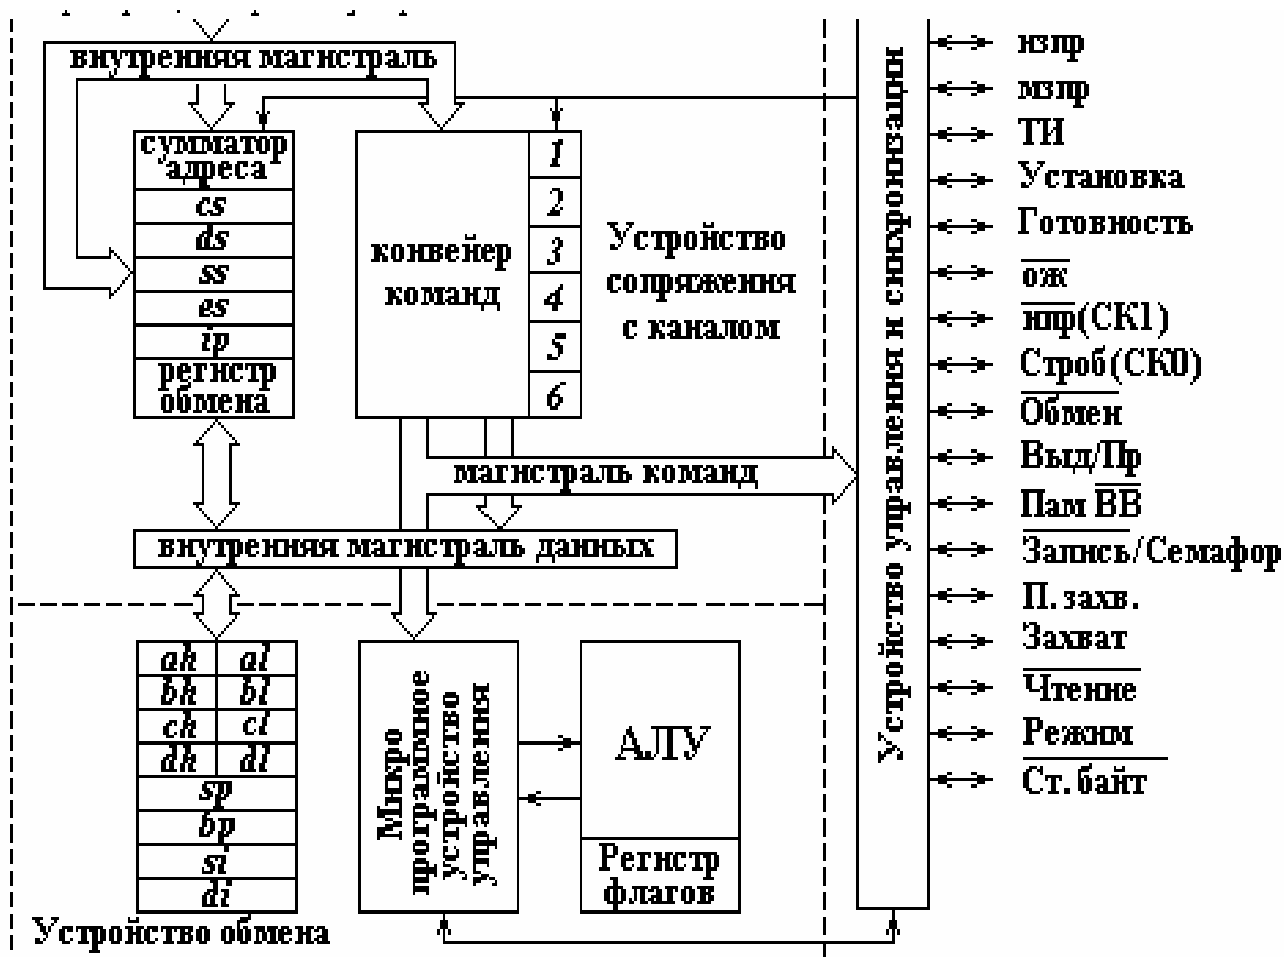 внутренняя магистраль
сумматор
адреса
cs
ds
ss
es
ip
регистр
обмена
конвейер
команд
1
2
3
4
5
6
Устройство
сопряжения
с каналом
магистраль команд
внутренняя магистраль данных
ah al
bh bl
ch cl
dh dl
sp
bp
si
di
Устройство обмена
Микро
программное
устройство
управления
АЛУ
Регистр
флагов
Устройство управления и синхронизации
нзпр
мзпр
ТИ
Установка
Готовность
ож
ппр(СК1)
Строб(СК0)
Обмен
Выд/Пр
Пам ВВ
Запись/Семафор
П. захв.
Захват
Чтение
Режим
Ст. байт